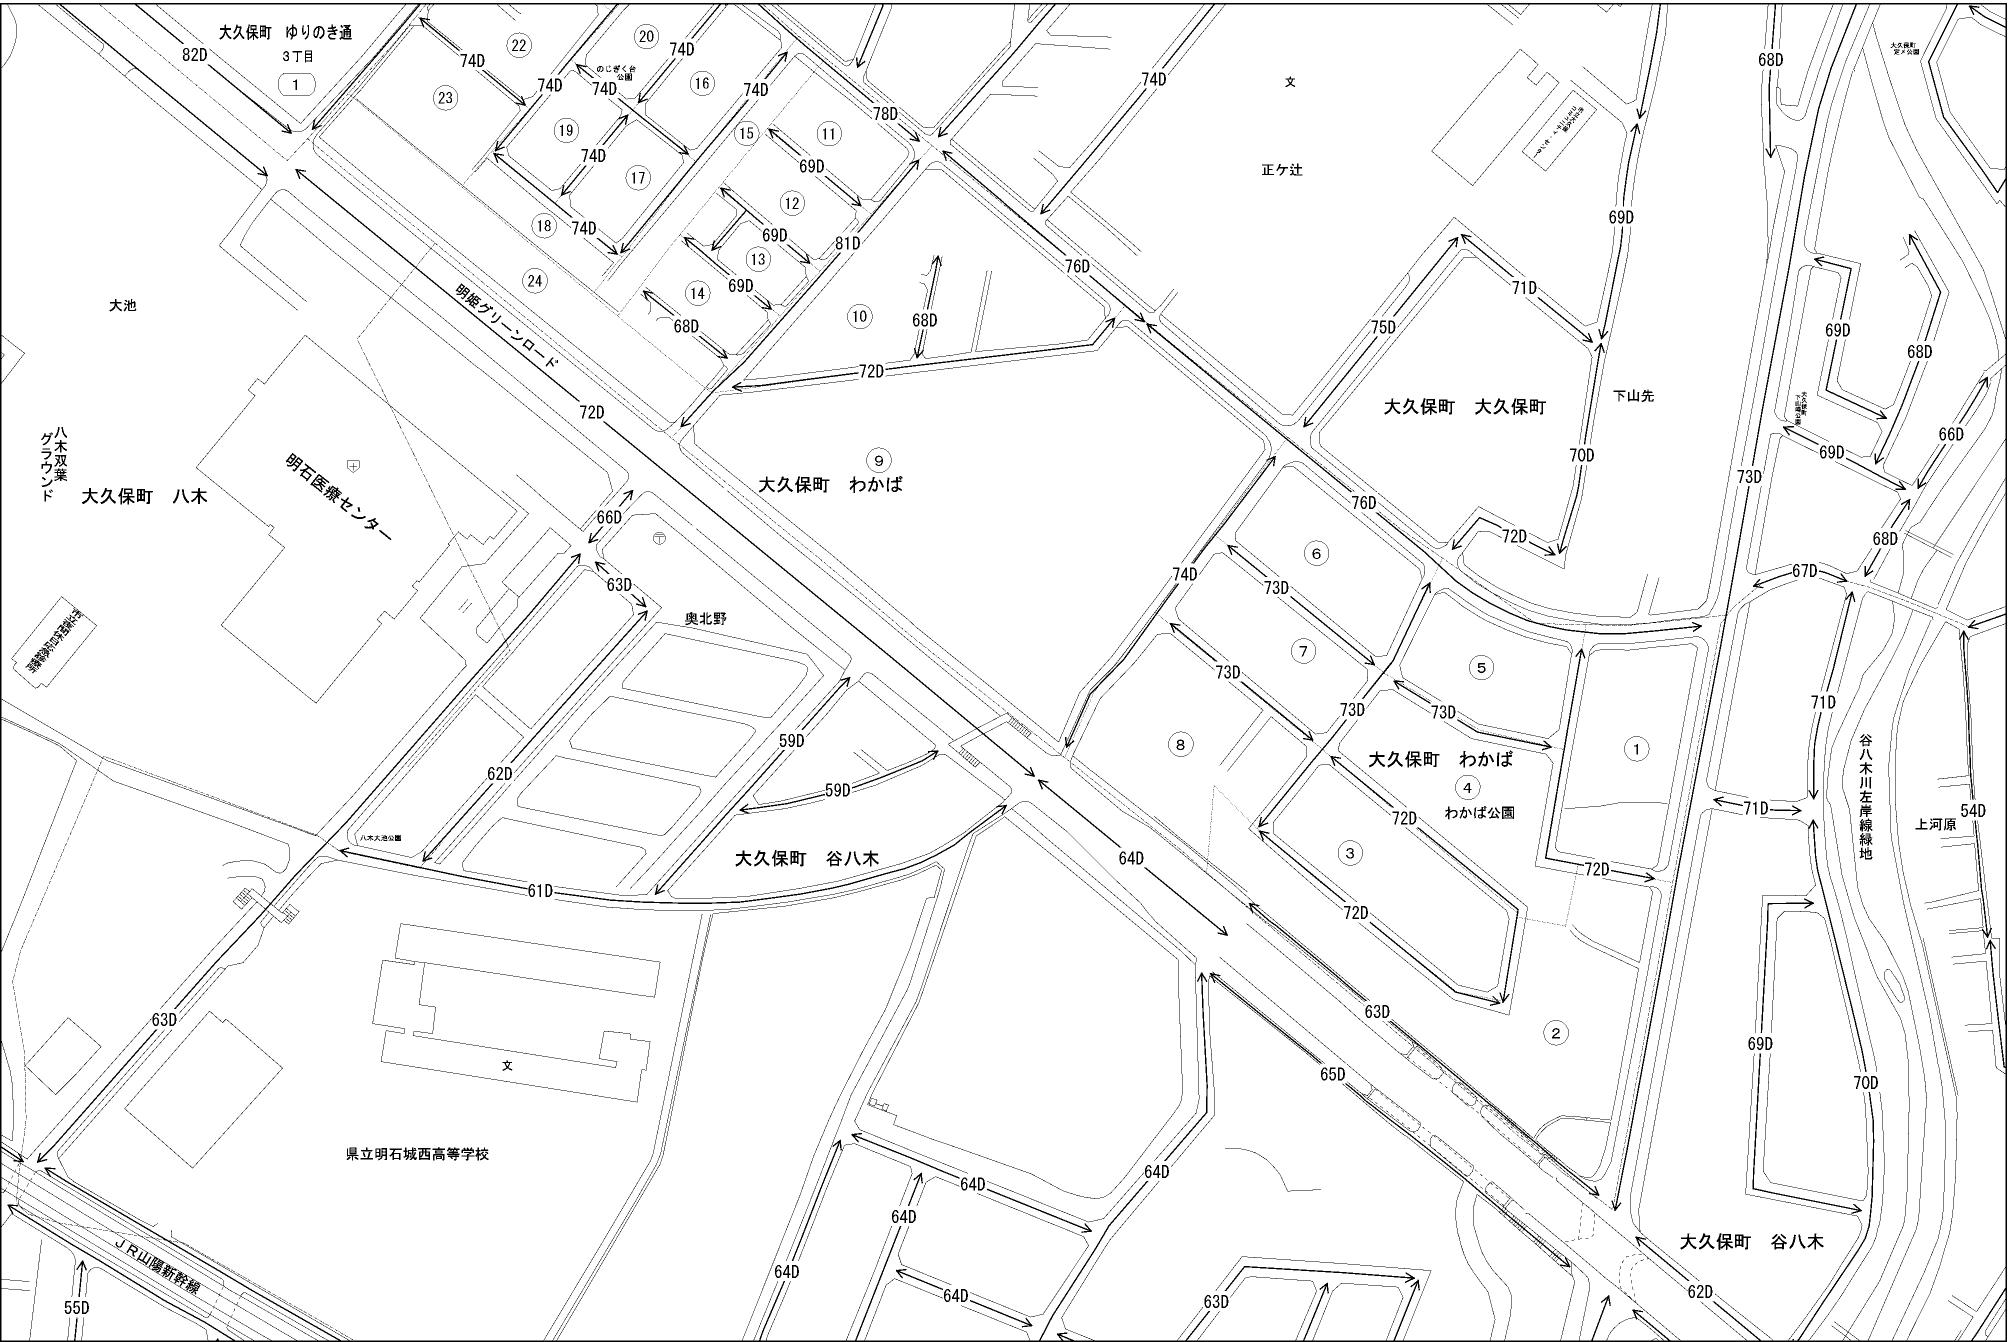 大久保町　ゆりのき通
３丁目
1
82D
22
20
74D
74D
のじぎく台
公園
74D
74D
16
74D
23
19
74D
15
17
18
74D
24
78D
11
69D
12
69D
13
69D
14
68D
81D
10
68D
72D
74D
文
正ケ辻
68D
大久保町
定〆公園
69D
76D
71D
75D
大久保町　大久保町
下山先
70D
72D
69D
68D
66D
69D
73D
68D
67D
大池
明姫グリーンロード
72D
八木双葉
グラウンド
大久保町　八木
明石医療センター
9
大久保町　わかば
66D
〒
63D
奥北野
76D
6
73D
74D
7
73D
5
73D
73D
8
大久保町　わかば
4
わかば公園
1
71D
谷八木川左岸線緑地
71D
上河原
54D
59D
62D
59D
八木大池公園
大久保町　谷八木
61D
64D
72D
3
72D
72D
63D
63D
2
65D
69D
70D
文
県立明石城西高等学校
64D
64D
64D
64D
64D
大久保町　谷八木
62D
63D
ＪＲ山陽新幹線
55D